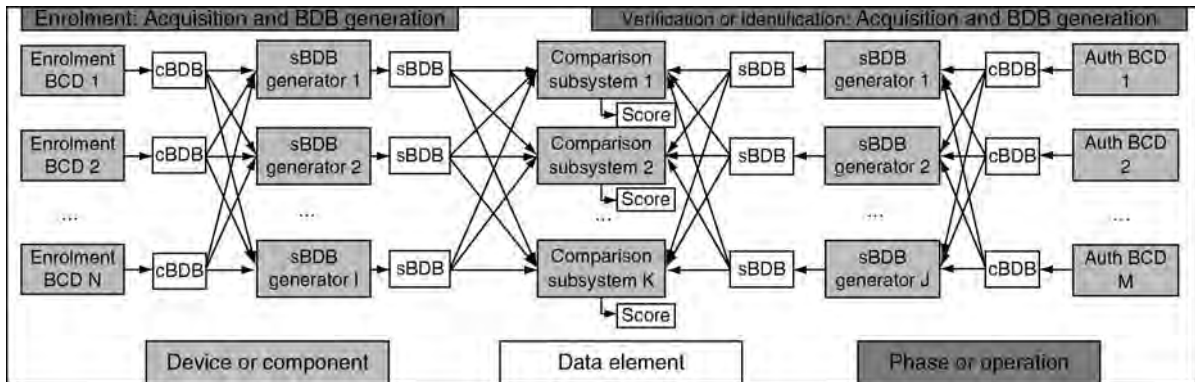 Enrolment: Acquisition and BDB generation
Verification or Identification: Acquisition and BDB generation
Enrolment
BCD 1
cBDB
sBDB
generator 1
sBDB
Comparison
subsystem 1
Score
sBDB
sBDB
generator 1
cBDB
Auth BCD
1
Enrolment
BCD 2
cBDB
sBDB
generator 2
sBDB
Comparison
subsystem 2
Score
sBDB
sBDB
generator 2
cBDB
Auth BCD
2
...
...
...
...
...
Enrolment
BCD N
cBDB
sBDB
generator I
sBDB
Comparison
subsystem K
Score
sBDB
sBDB
generator J
cBDB
Auth BCD
M
Device or component
Data element
Phase or operation